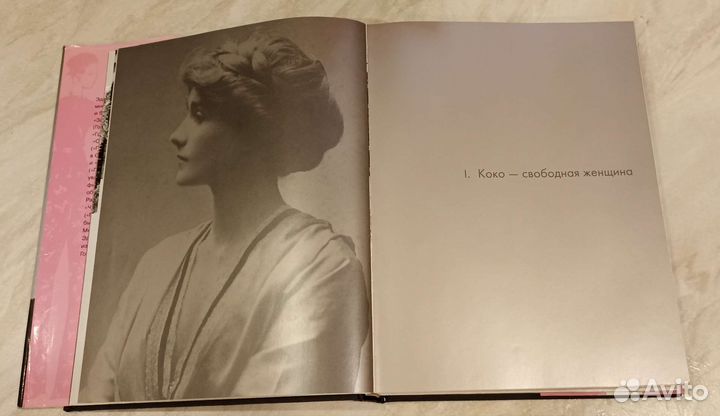 I. Коко — свободная женщина
Avito